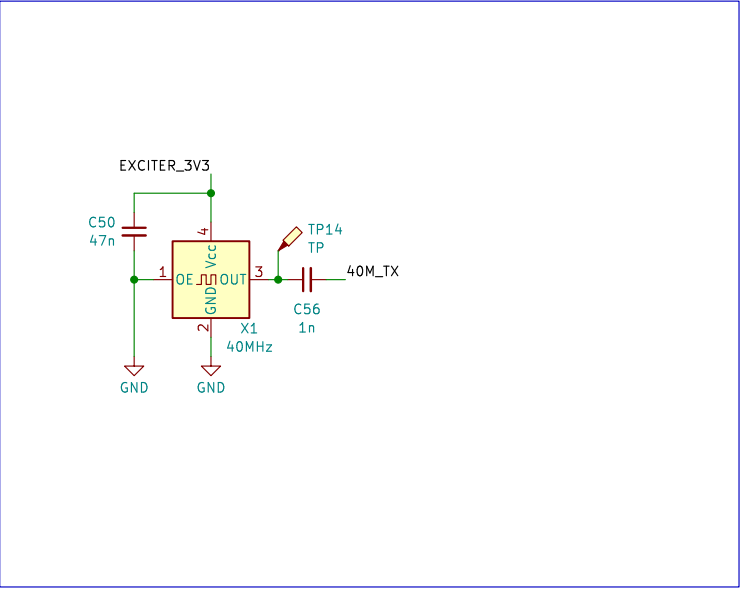 EXCITER_3V3
C50
47n
4
Vcc
TP14
TP
1
OE
OUT
3
40M_TX
GND
2
C56
1n
X1
40MHz
GND
GND